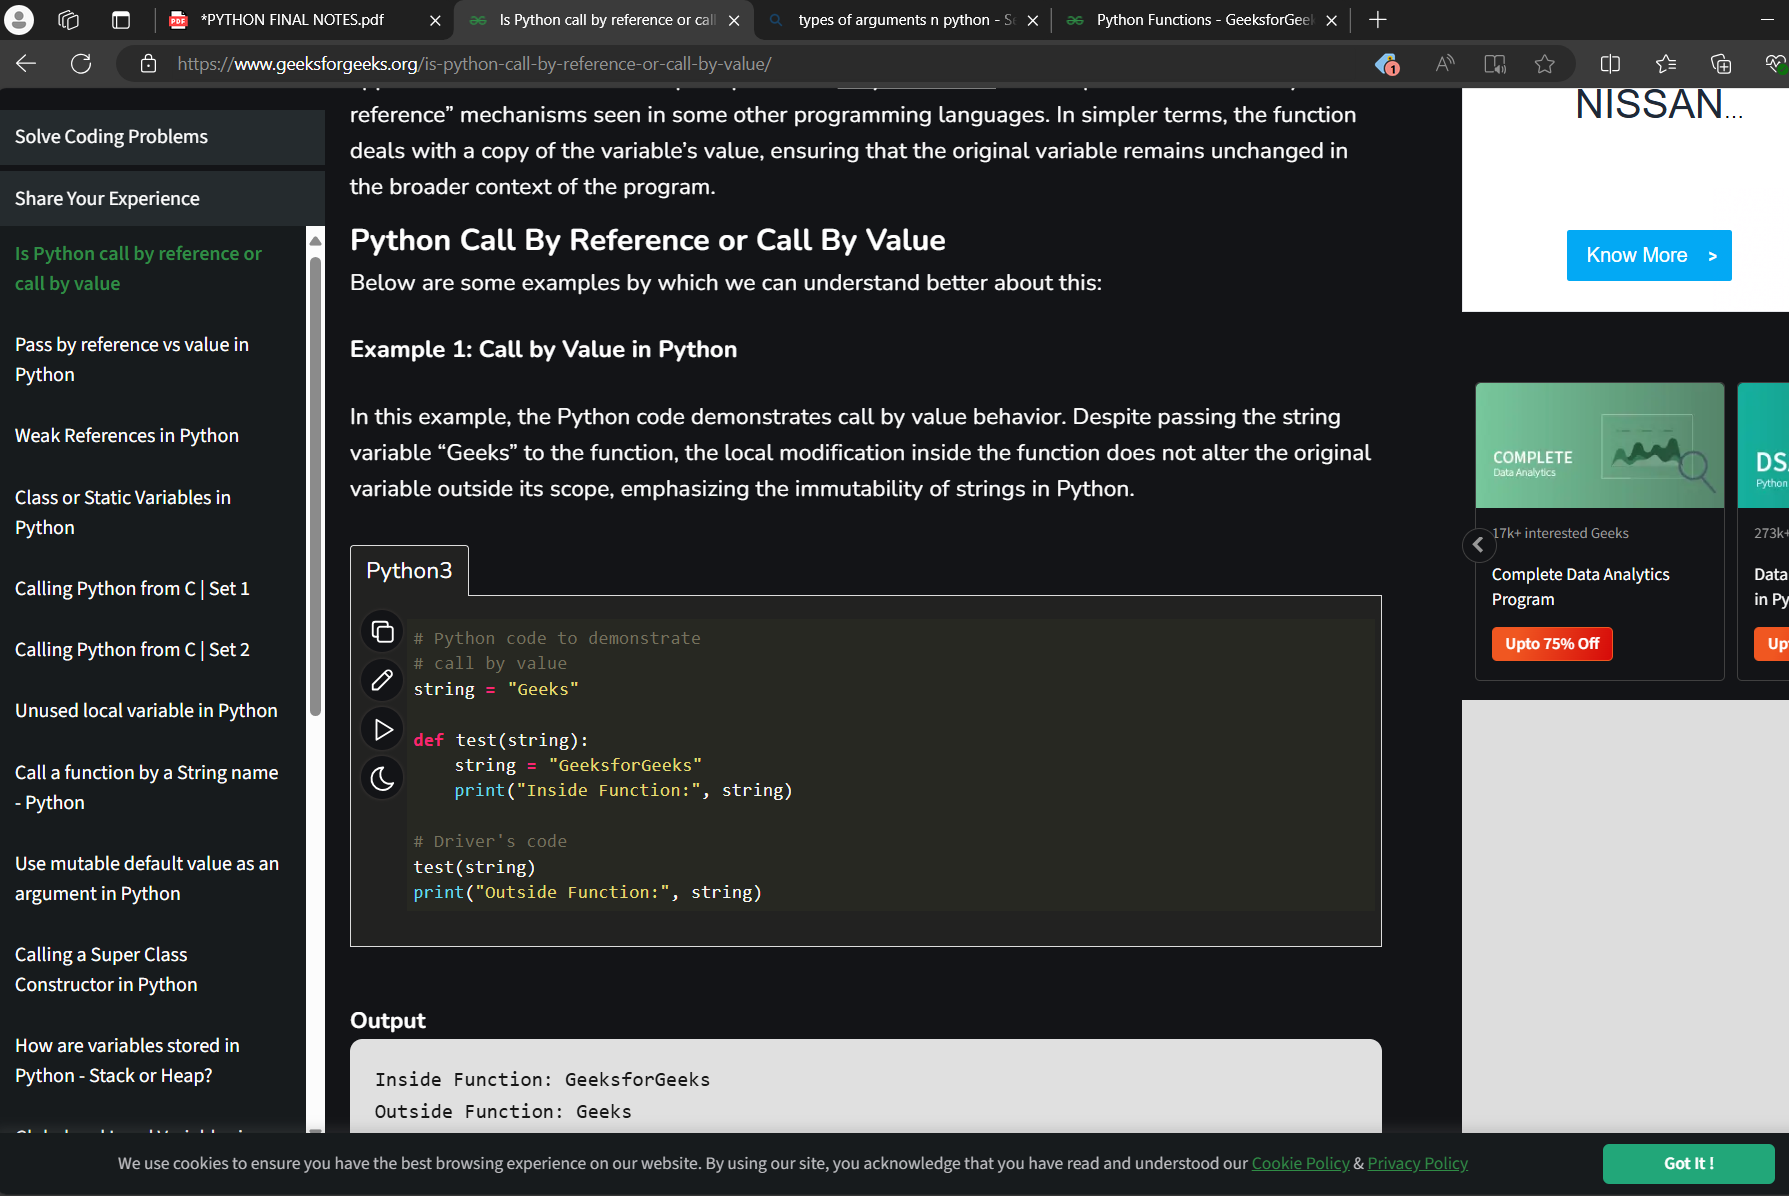 *PYTHON FINAL NOTES.pdf
Is Python call by reference or call
types of arguments n python - Se
Python Functions - GeeksforGeek
https://www.geeksforgeeks.org/is-python-call-by-reference-or-call-by-value/
1
Solve Coding Problems
Share Your Experience
Is Python call by reference or
call by value
Pass by reference vs value in
Python
Weak References in Python
Class or Static Variables in
Python
Calling Python from C | Set 1
Calling Python from C | Set 2
Unused local variable in Python
Call a function by a String name
- Python
Use mutable default value as an
argument in Python
Calling a Super Class
Constructor in Python
How are variables stored in
Python - Stack or Heap?
reference” mechanisms seen in some other programming languages. In simpler terms, the function
deals with a copy of the variable’s value, ensuring that the original variable remains unchanged in
the broader context of the program.
Python Call By Reference or Call By Value
Below are some examples by which we can understand better about this:
Example 1: Call by Value in Python
In this example, the Python code demonstrates call by value behavior. Despite passing the string
variable “Geeks” to the function, the local modification inside the function does not alter the original
variable outside its scope, emphasizing the immutability of strings in Python.
Python3
# Python code to demonstrate
# call by value
string = "Geeks"
def test(string):
    string = "GeeksforGeeks"
    print("Inside Function:", string)
# Driver's code
test(string)
print("Outside Function:", string)
Output
Inside Function: GeeksforGeeks
Outside Function: Geeks
NISSAN...
Know More >
COMPLETE
Data Analytics
17k+ interested Geeks
Complete Data Analytics
Program
Upto 75% Off
DS
Python
273k+
Data
in Py
Up
We use cookies to ensure you have the best browsing experience on our website. By using our site, you acknowledge that you have read and understood our Cookie Policy & Privacy Policy
Got It !